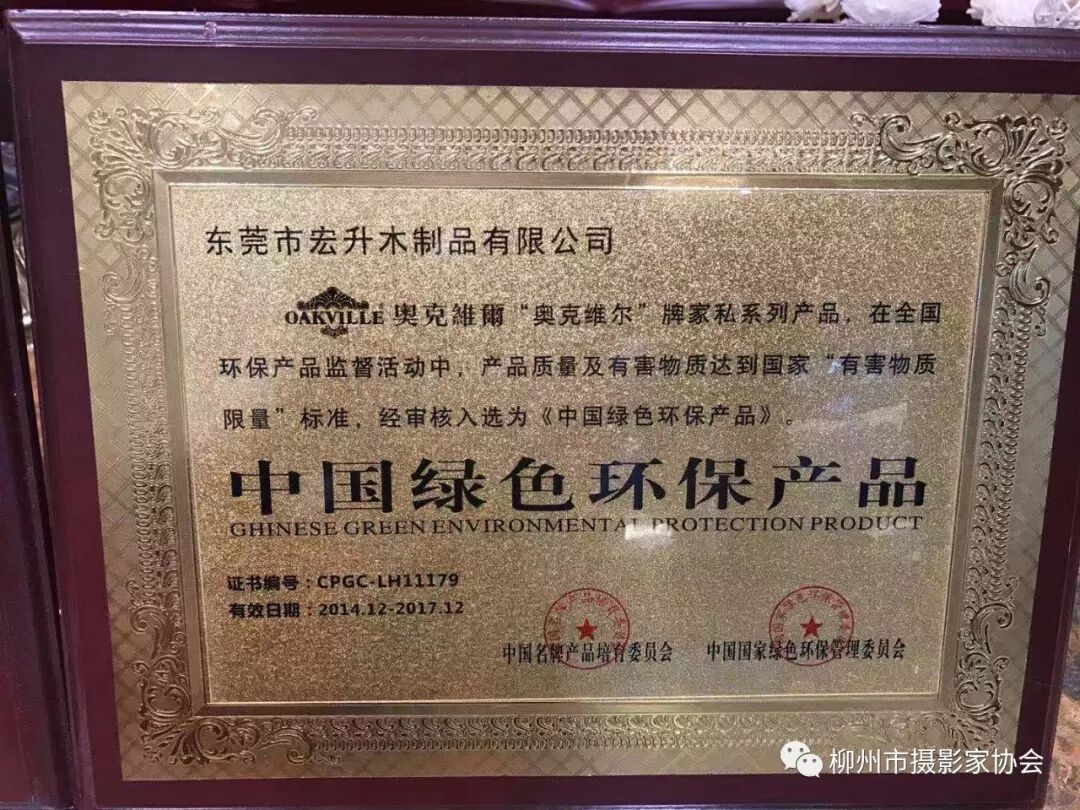 东莞市宏升木制品有限公司
OAKVILLE 奥克維爾“奥克维尔”牌家私系列产品，在全国
环保产品监督活动中，产品质量及有害物质达到国家“有害物质
限量”标准，经审核入选为《中国绿色环保产品》。
中国绿色环保产品
GHINESE GREEN ENVIRONMENTAL PROTECTION PRODUCT
证书编号：CPGC-LH11179
有效日期：2014.12-2017.12
中国名牌产品培育委员会
中国国家绿色环保管理委员会
柳州市摄影家协会